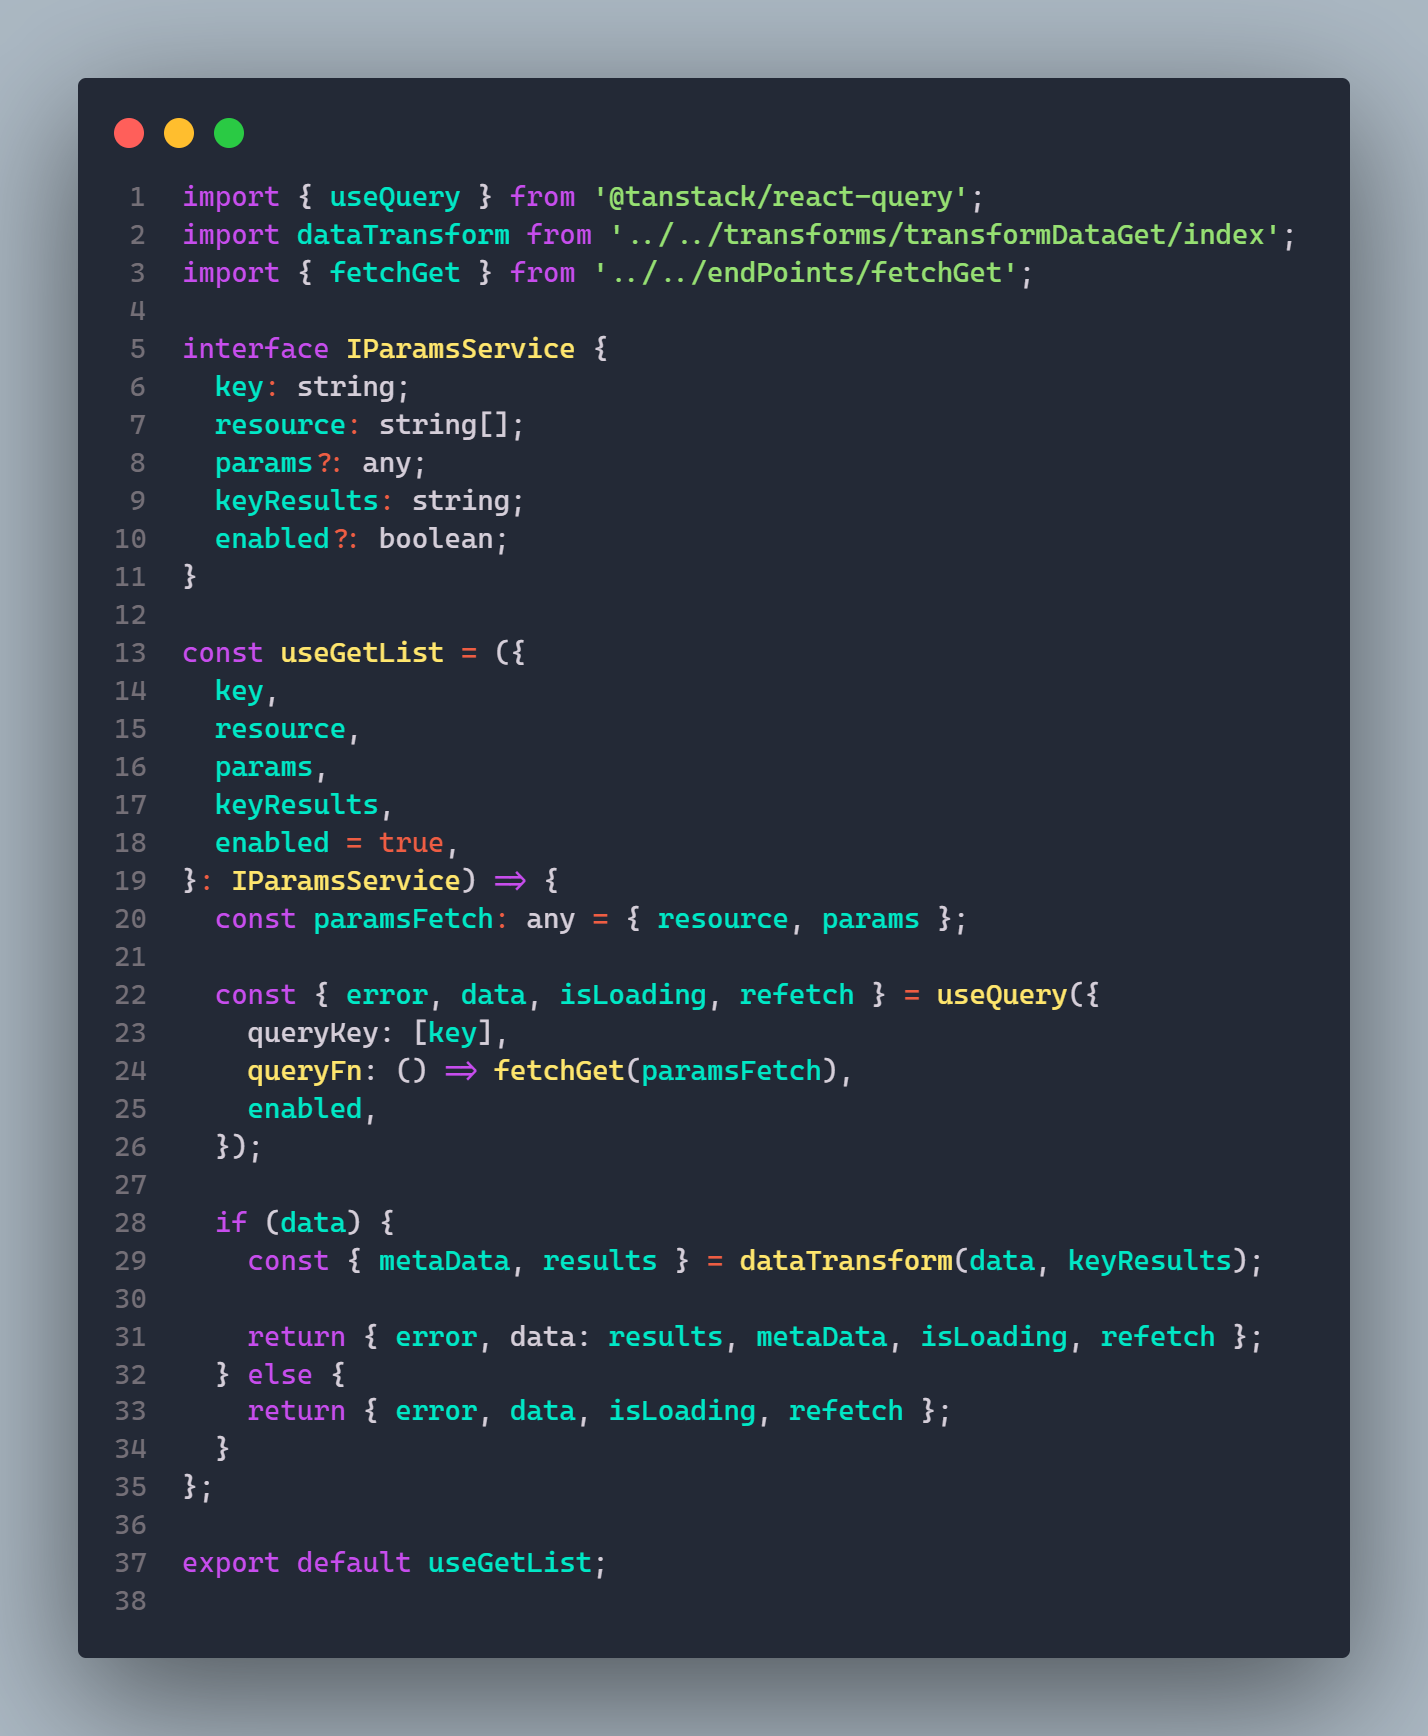 1 import { useQuery } from '@tanstack/react-query';
2 import dataTransform from '../../transforms/transformDataGet/index';
3 import { fetchGet } from '../../endPoints/fetchGet';
4
5 interface IParamsService {
6   key: string;
7   resource: string[];
8   params?: any;
9   keyResults: string;
10   enabled?: boolean;
11 }
12
13 const useGetList = ({
14   key,
15   resource,
16   params,
17   keyResults,
18   enabled = true,
19 }: IParamsService) => {
20   const paramsFetch: any = { resource, params };
21
22   const { error, data, isLoading, refetch } = useQuery({
23     queryKey: [key],
24     queryFn: () => fetchGet(paramsFetch),
25     enabled,
26   });
27
28   if (data) {
29     const { metaData, results } = dataTransform(data, keyResults);
30
31     return { error, data: results, metaData, isLoading, refetch };
32   } else {
33     return { error, data, isLoading, refetch };
34   }
35 };
36
37 export default useGetList;
38